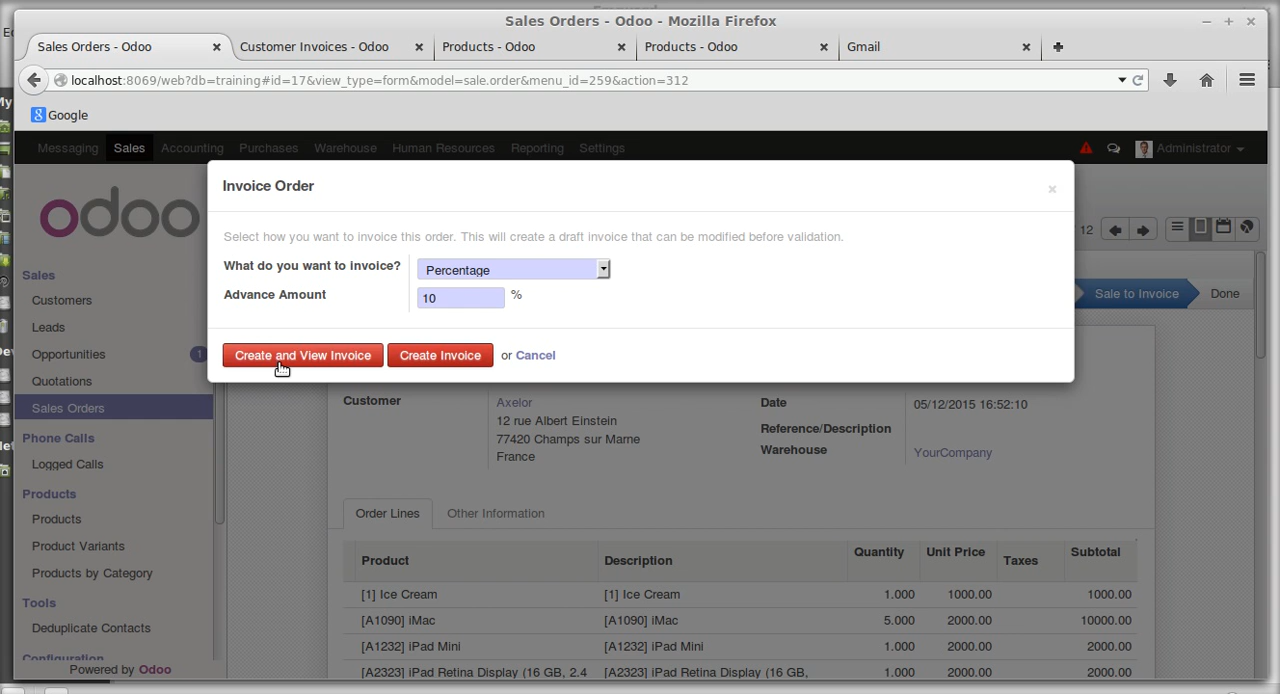 Sales Orders - Odoo - Mozilla Firefox
Sales Orders - Odoo
Customer Invoices - Odoo
Products - Odoo
Products - Odoo
Gmail
localhost:8069/web?db=training#id=17&view_type=form&model=sale.order&menu_id=259&action=312
Google
Messaging Sales Accounting Purchases Warehouse Human Resources Reporting Settings
Administrator
odoo
Invoice Order
Select how you want to invoice this order. This will create a draft invoice that can be modified before validation.
What do you want to invoice? Percentage
Advance Amount 10 %
Create and View Invoice Create Invoice or Cancel
12
Sale to Invoice Done
Sales
Customers
Leads
Opportunities 1
Quotations
Sales Orders
Phone Calls
Logged Calls
Products
Products
Product Variants
Products by Category
Tools
Deduplicate Contacts
Configuration
Powered by Odoo
Customer Axelor
12 rue Albert Einstein
77420 Champs sur Marne
France
Date 05/12/2015 16:52:10
Reference/Description
Warehouse YourCompany
Order Lines Other Information
Product Description Quantity Unit Price Taxes Subtotal
[1] Ice Cream [1] Ice Cream 1.000 1000.00 1000.00
[A1090] iMac [A1090] iMac 5.000 2000.00 10000.00
[A1232] iPad Mini [A1232] iPad Mini 1.000 2000.00 2000.00
[A2323] iPad Retina Display (16 GB, 2.4 [A2323] iPad Retina Display (16 GB, 1.000 2000.00 2000.00